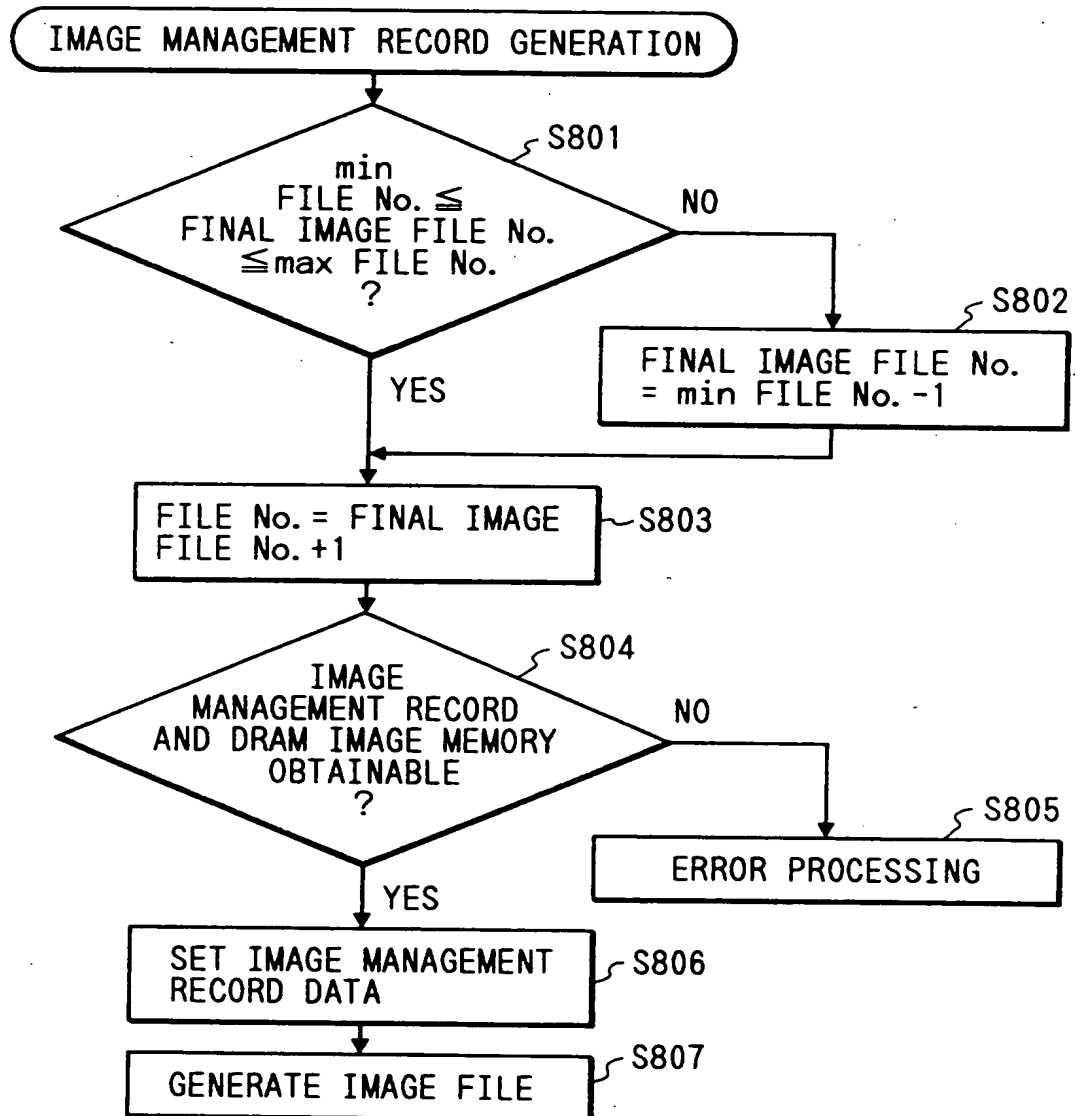 IMAGE MANAGEMENT RECORD GENERATION
S801
min
FILE No. ≦
FINAL IMAGE FILE No.
≦max FILE No.
?
NO
S802
FINAL IMAGE FILE No.
= min FILE No. -1
YES
FILE No. = FINAL IMAGE
FILE No. +1
S803
S804
IMAGE
MANAGEMENT RECORD
AND DRAM IMAGE MEMORY
OBTAINABLE
?
NO
S805
ERROR PROCESSING
YES
SET IMAGE MANAGEMENT
RECORD DATA
S806
S807
GENERATE IMAGE FILE